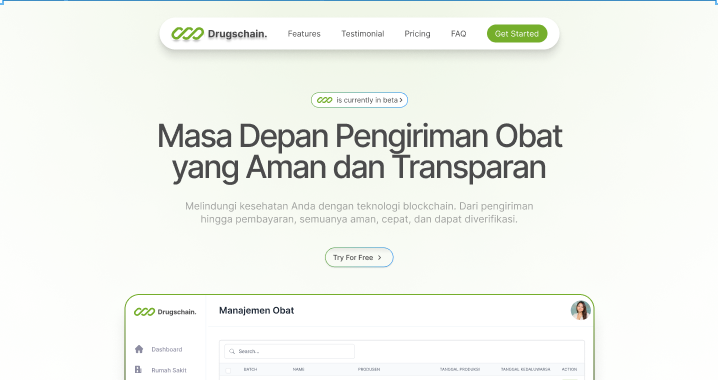 Drugschain.
Features
Testimonial
Pricing
FAQ
Get Started
is currently in beta
Masa Depan Pengiriman Obat
yang Aman dan Transparan
Melindungi kesehatan Anda dengan teknologi blockchain. Dari pengiriman
hingga pembayaran, semuanya aman, cepat, dan dapat diverifikasi.
Try For Free
Drugschain.
Manajemen Obat
Dashboard
Search...
Rumah Sakit
BATCH
NAME
PRODUSEN
TANGGAL PRODUKSI
TANGGAL KEDALUWARSA
ACTION